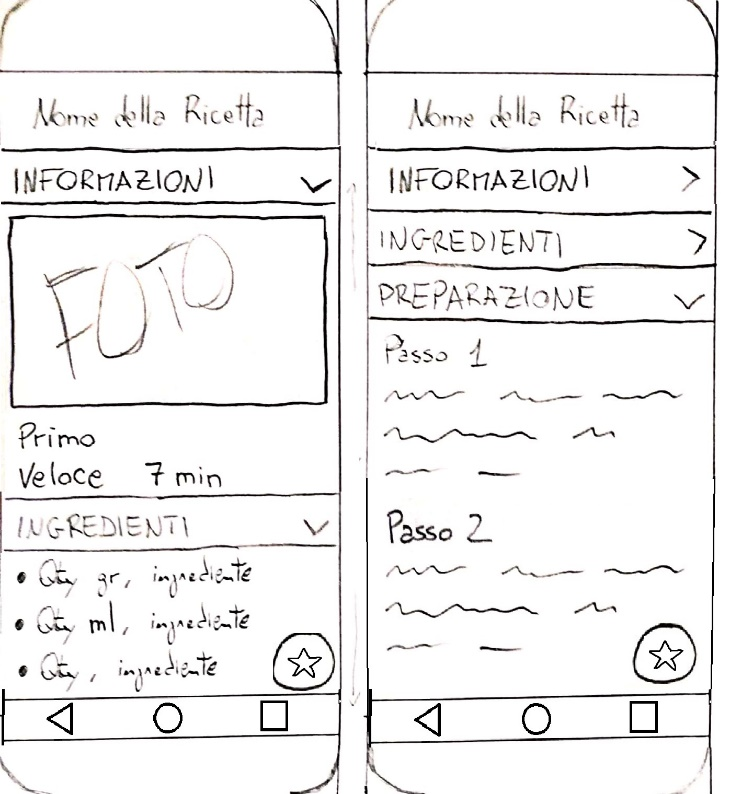 Nome della Ricetta
INFORMAZIONI
FOTO
Primo
Veloce 7 min
INGREDIENTI
• Qty gr, ingrediente
• Qty ml, ingrediente
• Qty, ingrediente
Nome della Ricetta
INFORMAZIONI
INGREDIENTI
PREPARAZIONE
Passo 1
Passo 2